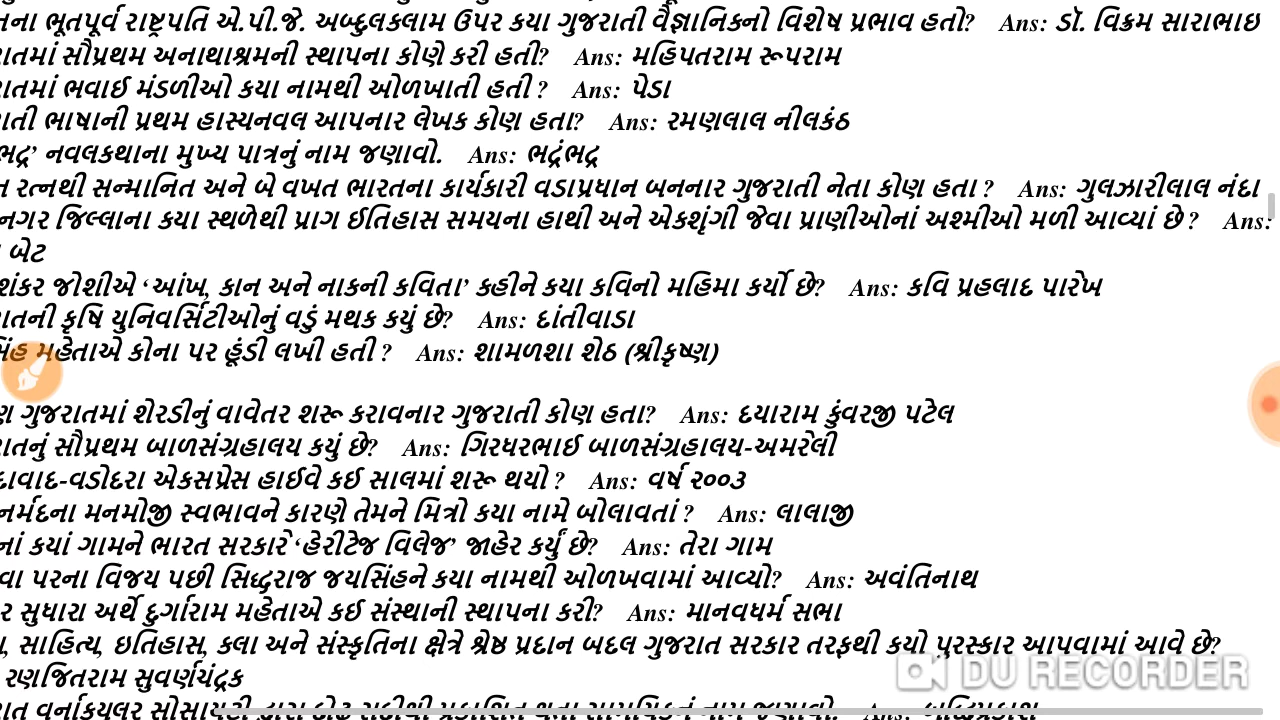 તના ભૂતપૂર્વ રાષ્ટ્રપતિ એ.પી.જે. અબ્દુલકલામ ઉપર કયા ગુજરાતી વૈજ્ઞાનિકનો વિશેષ પ્રભાવ હતો? Ans: ડૉ. વિક્રમ સારાભાઇ
રાતમાં સૌપ્રથમ અનાથાશ્રમની સ્થાપના કોણે કરી હતી? Ans: મહિપતરામ રૂપરામ
રાતમાં ભવાઈ મંડળીઓ કયા નામથી ઓળખાતી હતી ? Ans: પેડા
રાતી ભાષાની પ્રથમ હાસ્યનવલ આપનાર લેખક કોણ હતા? Ans: રમણલાલ નીલકંઠ
ભદ્ર’ નવલકથાના મુખ્ય પાત્રનું નામ જણાવો. Ans: ભદ્રંભદ્ર
ત રત્નથી સન્માનિત અને બે વખત ભારતના કાર્યકારી વડાપ્રધાન બનનાર ગુજરાતી નેતા કોણ હતા ? Ans: ગુલઝારીલાલ નંદા
નગર જિલ્લાના કયા સ્થળેથી પ્રાગ ઈતિહાસ સમયના હાથી અને એકશૃંગી જેવા પ્રાણીઓનાં અશ્મીઓ મળી આવ્યાં છે ? Ans:
બેટ
શંકર જોશીએ ‘આંખ, કાન અને નાકની કવિતા’ કહીને કયા કવિનો મહિમા કર્યો છે? Ans: કવિ પ્રહલાદ પારેખ
રાતની કૃષિ યુનિવર્સિટીઓનું વડું મથક કયું છે? Ans: દાંતીવાડા
સિંહ મહેતાએ કોના પર હૂંડી લખી હતી ? Ans: શામળશા શેઠ (શ્રીકૃષ્ણ)
ણ ગુજરાતમાં શેરડીનું વાવેતર શરૂ કરાવનાર ગુજરાતી કોણ હતા? Ans: દયારામ કુંવરજી પટેલ
રાતનું સૌપ્રથમ બાળસંગ્રહાલય કયું છે? Ans: ગિરધરભાઈ બાળસંગ્રહાલય-અમરેલી
દાવાદ-વડોદરા એકસપ્રેસ હાઈવે કઈ સાલમાં શરૂ થયો ? Ans: વર્ષ ૨૦૦૩
નર્મદના મનમોજી સ્વભાવને કારણે તેમને મિત્રો કયા નામે બોલાવતાં ? Ans: લાલાજી
નાં કયાં ગામને ભારત સરકારે ‘હેરીટેજ વિલેજ’ જાહેર કર્યું છે? Ans: તેરા ગામ
વા પરના વિજય પછી સિદ્ધરાજ જયસિંહને કયા નામથી ઓળખવામાં આવ્યો? Ans: અવંતિનાથ
ર સુધારા અર્થે દુર્ગારામ મહેતાએ કઈ સંસ્થાની સ્થાપના કરી? Ans: માનવધર્મ સભા
, સાહિત્ય, ઇતિહાસ, કલા અને સંસ્કૃતિના ક્ષેત્રે શ્રેષ્ઠ પ્રદાન બદલ ગુજરાત સરકાર તરફથી કયો પુરસ્કાર આપવામાં આવે છે?
રણજિતરામ સુવર્ણચંદ્રક
DU RECORDER
રાત વર્નાક્યુલર સોસાયટી Ans: બુદ્ધિપ્રકાશ